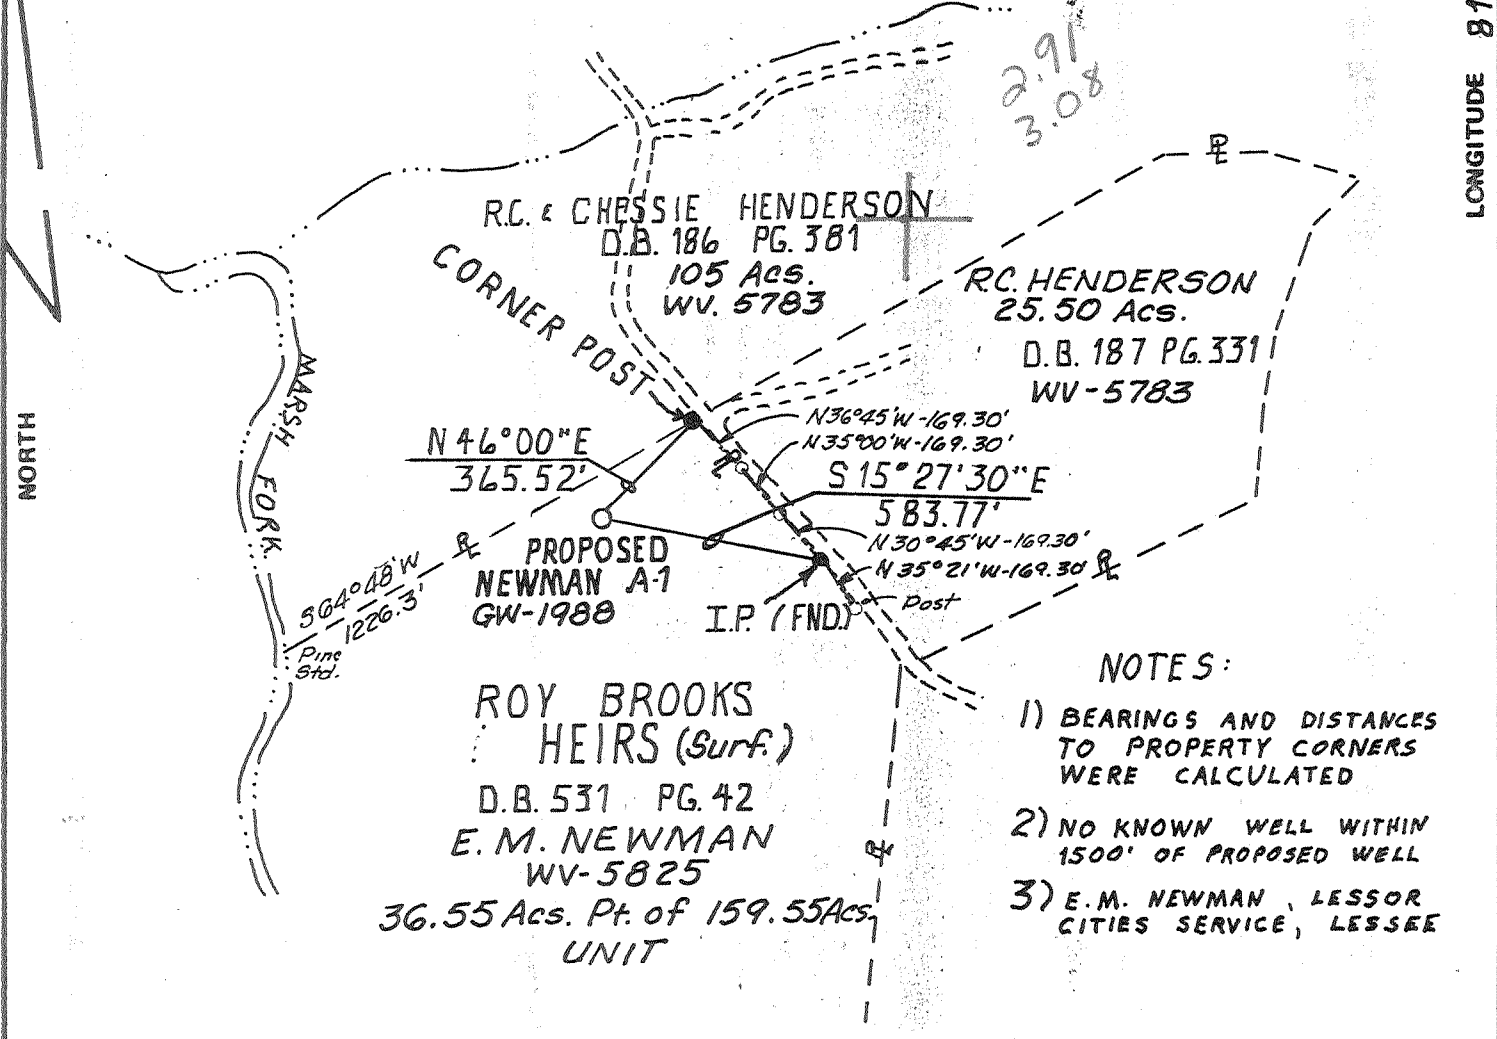 LONGITUDE 81
2.91
3.08
PL
R.C. & CHESSIE HENDERSON
D.B. 186 PG. 381
105 Acs.
WV. 5783
CORNER POST
R.C. HENDERSON
25.50 Acs.
D.B. 187 PG. 331
WV-5783
MARSH FORK
NORTH
N 46°00"E
365.52'
N36°45'W-169.30'
N35°00'W-169.30'
PL
S 15°27'30"E
583.77'
N30°45'W-169.30'
N35°21'W-169.30'
PL
PL
PROPOSED
NEWMAN A-1
GW-1988
I.P. (FND.)
Post
S64°48'W
1226.3'
Pine
Std.
ROY BROOKS
HEIRS (Surf.)
D.B. 531 PG. 42
E. M. NEWMAN
WV-5825
36.55 Acs. Pt. of 159.55 Acs.
UNIT
PL
NOTES:
1) BEARINGS AND DISTANCES
TO PROPERTY CORNERS
WERE CALCULATED
2) NO KNOWN WELL WITHIN
1500' OF PROPOSED WELL
3) E.M. NEWMAN, LESSOR
CITIES SERVICE, LESSEE